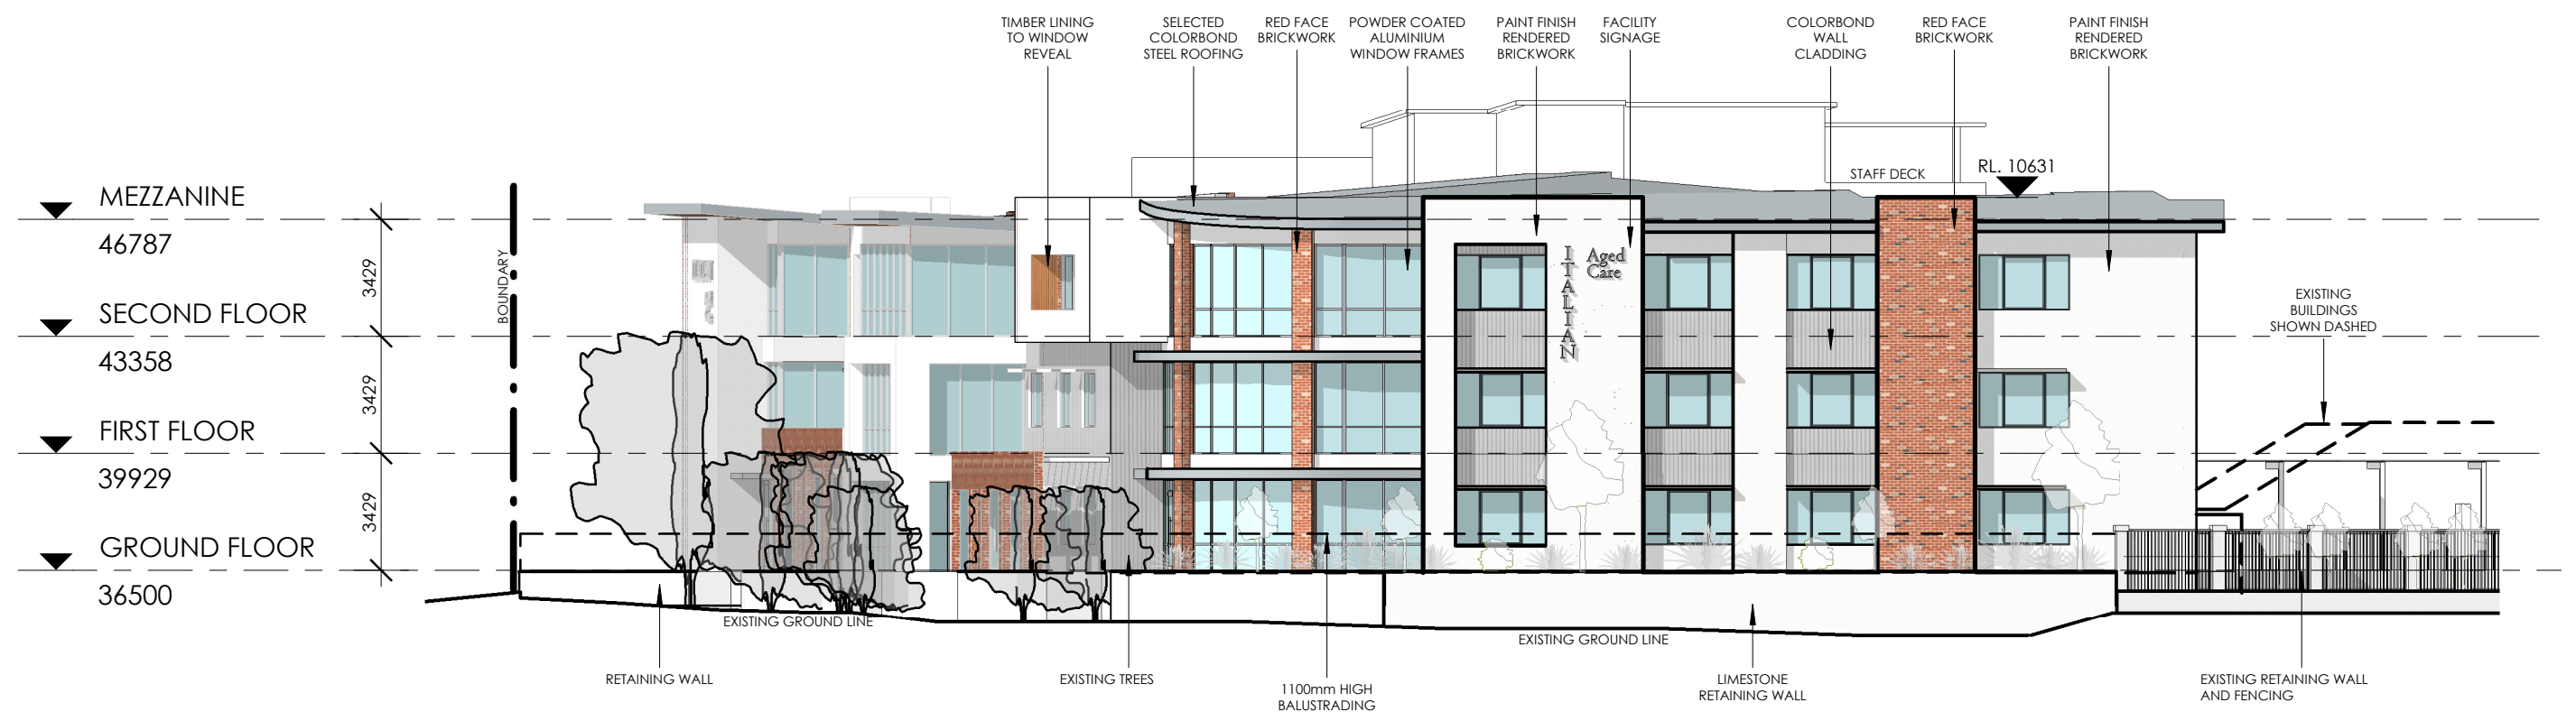 TIMBER LINING
TO WINDOW
REVEAL
SELECTED
COLORBOND
STEEL ROOFING
RED FACE
BRICKWORK
POWDER COATED
ALUMINIUM
WINDOW FRAMES
PAINT FINISH
RENDERED
BRICKWORK
FACILITY
SIGNAGE
COLORBOND
WALL
CLADDING
RED FACE
BRICKWORK
PAINT FINISH
RENDERED
BRICKWORK
STAFF DECK
RL. 10631
MEZZANINE
46787
3429
SECOND FLOOR
43358
3429
FIRST FLOOR
39929
3429
GROUND FLOOR
36500
BOUNDARY
ITALIAN
Aged
Care
EXISTING
BUILDINGS
SHOWN DASHED
EXISTING GROUND LINE
EXISTING GROUND LINE
RETAINING WALL
EXISTING TREES
1100mm HIGH
BALUSTRADING
LIMESTONE
RETAINING WALL
EXISTING RETAINING WALL
AND FENCING